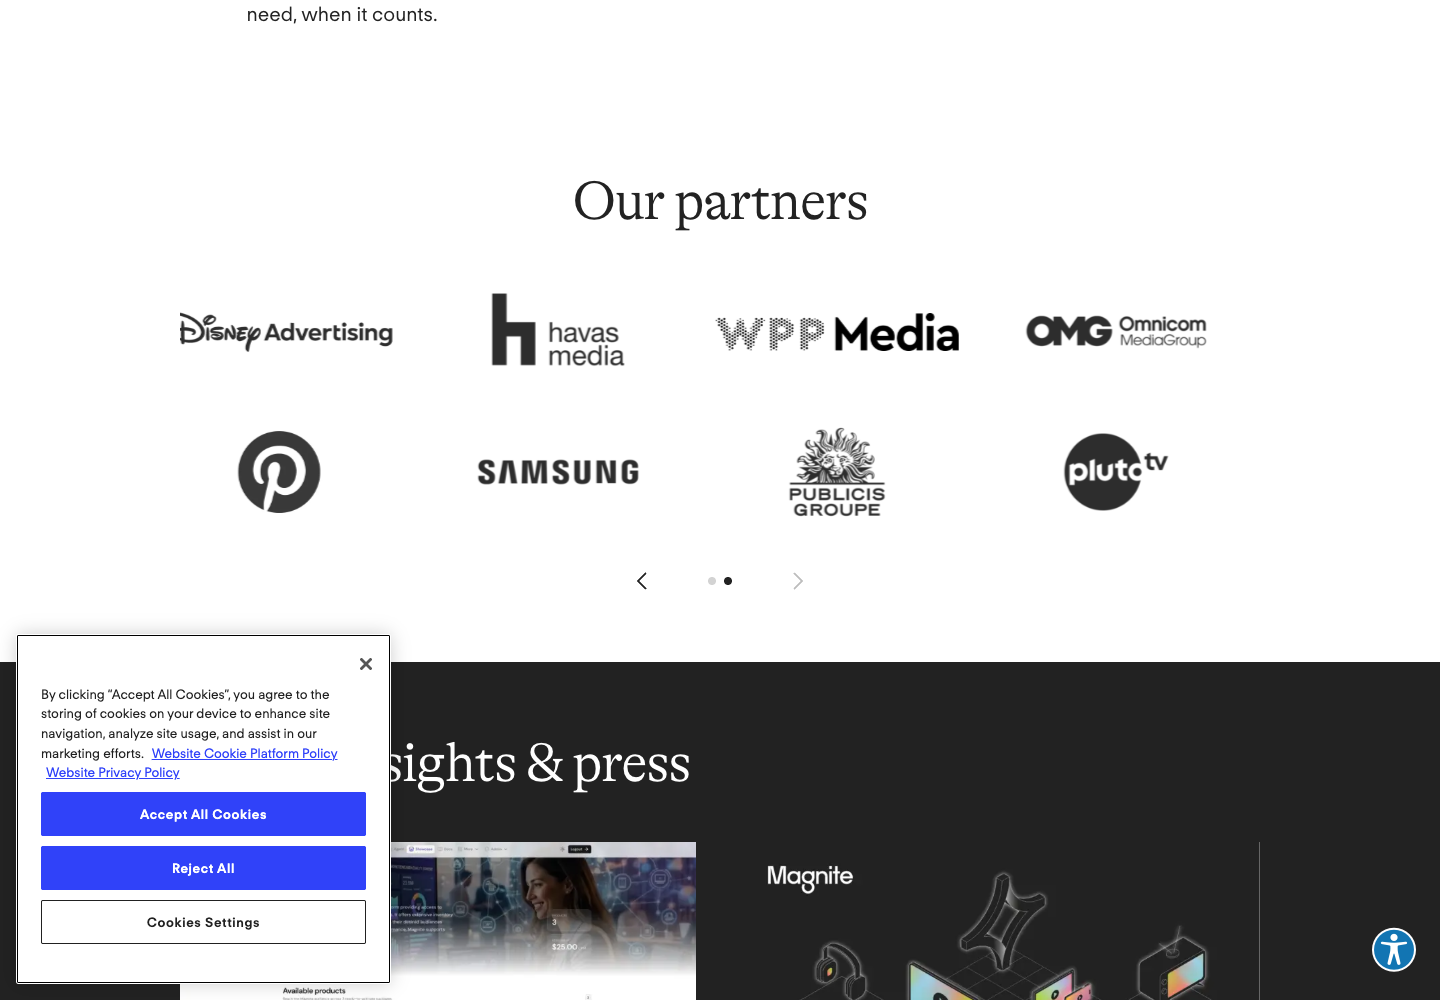 need, when it counts.
Our partners
Disney Advertising
havas
media
WPP Media
OMG Omnicom
MediaGroup
SAMSUNG
PUBLICIS
GROUPE
pluto tv
sights & press
By clicking “Accept All Cookies”, you agree to the
storing of cookies on your device to enhance site
navigation, analyze site usage, and assist in our
marketing efforts. Website Cookie Platform Policy
Website Privacy Policy
Accept All Cookies
Reject All
Cookies Settings
Logout
3
$25.00
Available products
Magnite